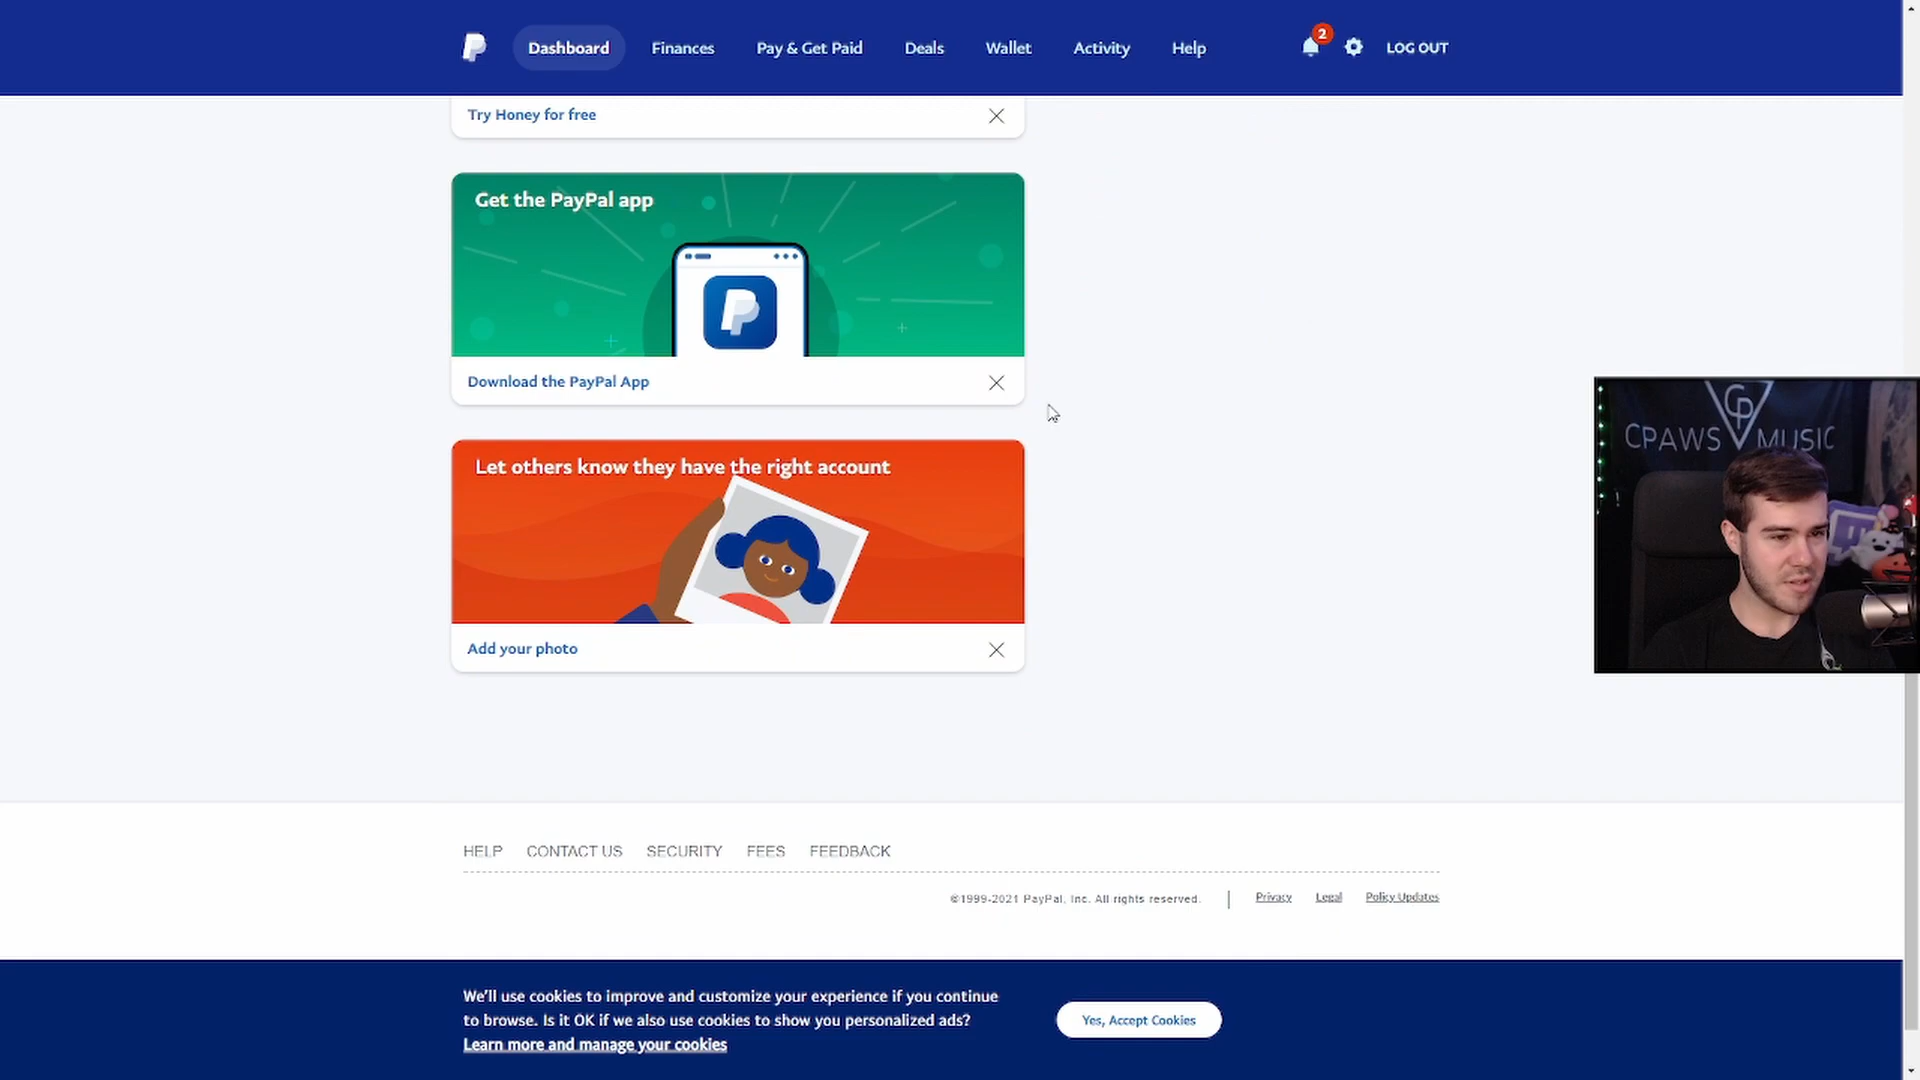 Dashboard
Finances
Pay & Get Paid
Deals
Wallet
Activity
Help
2
LOG OUT
Try Honey for free
Get the PayPal app
Download the PayPal App
Let others know they have the right account
Add your photo
CPAWS MUSIC
HELP
CONTACT US
SECURITY
FEES
FEEDBACK
©1999-2021 PayPal, Inc. All rights reserved.
Privacy
Legal
Policy Updates
We'll use cookies to improve and customize your experience if you continue
to browse. Is it OK if we also use cookies to show you personalized ads?
Learn more and manage your cookies
Yes, Accept Cookies